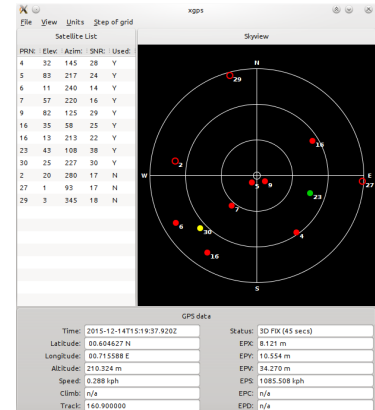 xgps
File View Units Step of grid
Satellite List
Skyview
PRN: Elev: Azim: SNR: Used:
4 32 145 28 Y
5 83 217 24 Y
6 11 240 14 Y
7 57 220 16 Y
9 82 125 29 Y
16 35 58 25 Y
16 13 213 22 Y
23 43 108 38 Y
30 25 227 30 Y
2 20 280 17 N
27 1 93 17 N
29 3 345 18 N
N
29
16
2
W
E
5
9
27
23
7
6
30
4
16
S
GPS data
Time: 2015-12-14T15:19:37.920Z
Status: 3D FIX (45 secs)
Latitude: 00.604627 N
EPX: 8.121 m
Longitude: 00.715588 E
EPY: 10.554 m
Altitude: 210.324 m
EPV: 34.270 m
Speed: 0.288 kph
EPS: 1085.508 kph
Climb: n/a
EPC: n/a
Track: 160.900000
EPD: n/a